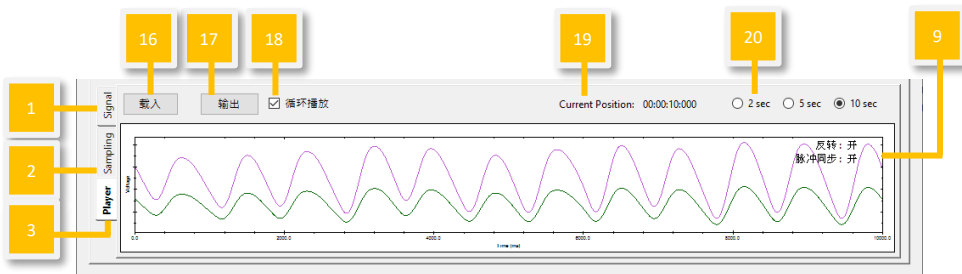 16
17
18
19
20
9
1
2
3
Signal
Sampling
Player
载入
输出
循环播放
Current Position: 00:00:10:000
2 sec
5 sec
10 sec
反转：开
脉冲同步：开
Voltage
0.0
2000.0
4000.0
6000.0
8000.0
10000.0
Time (ms)